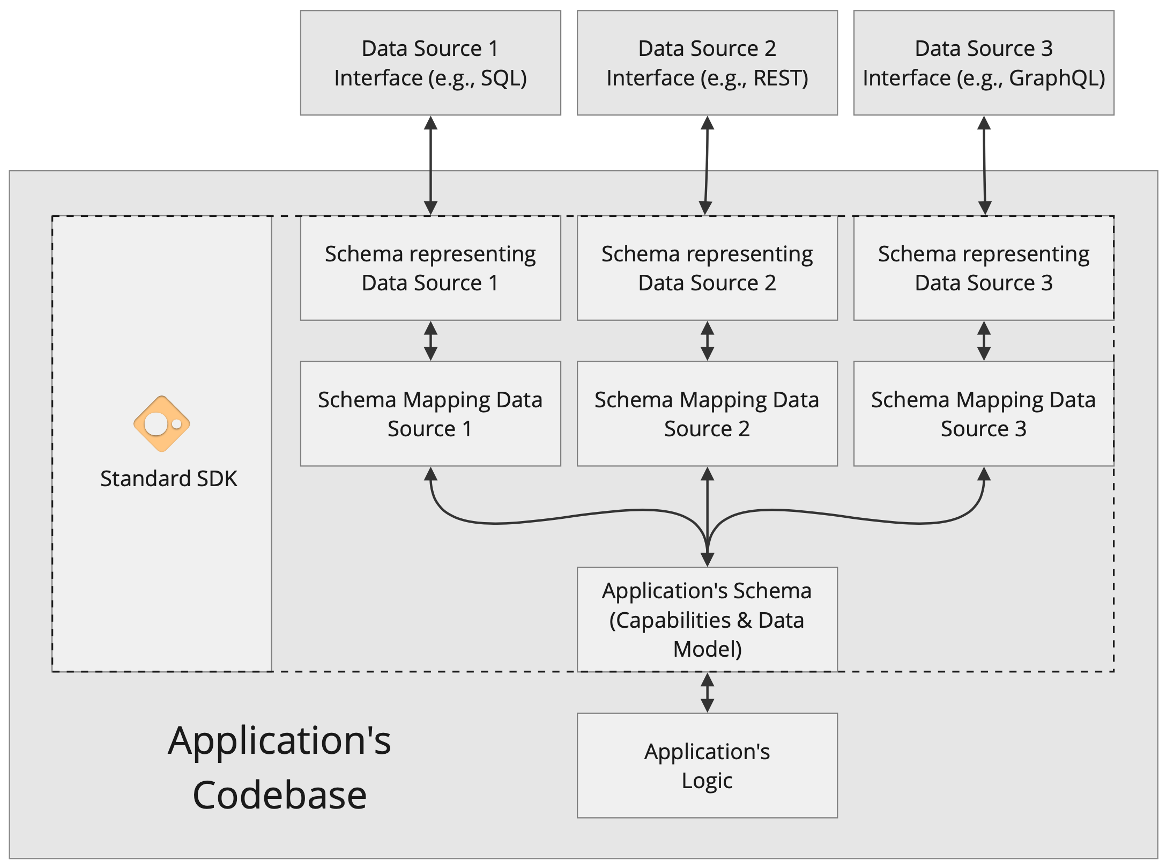 Data Source 1
Interface (e.g., SQL)
Data Source 2
Interface (e.g., REST)
Data Source 3
Interface (e.g., GraphQL)
Schema representing
Data Source 1
Schema representing
Data Source 2
Schema representing
Data Source 3
Standard SDK
Schema Mapping Data
Source 1
Schema Mapping Data
Source 2
Schema Mapping Data
Source 3
Application's Schema
(Capabilities & Data
Model)
Application's
Codebase
Application's
Logic